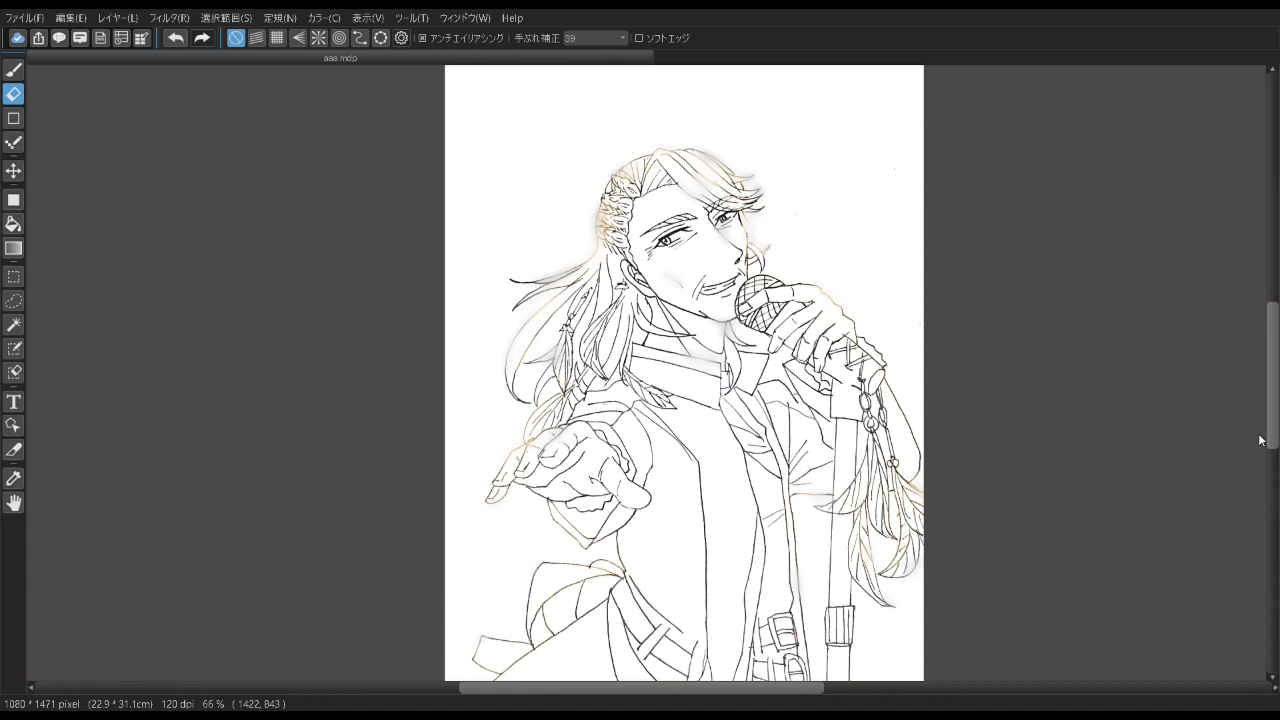 ファイル(F) 編集(E) レイヤー(L) フィルタ(R) 選択範囲(S) 定規(N) カラー(C) 表示(V) ツール(T) ウィンドウ(W) Help
アンチエイリアシング 手ぶれ補正 39 ソフトエッジ
aaa.mdp
T
1080 * 1471 pixel (22.9 * 31.1cm) 120 dpi 66 % ( 1422, 843 )